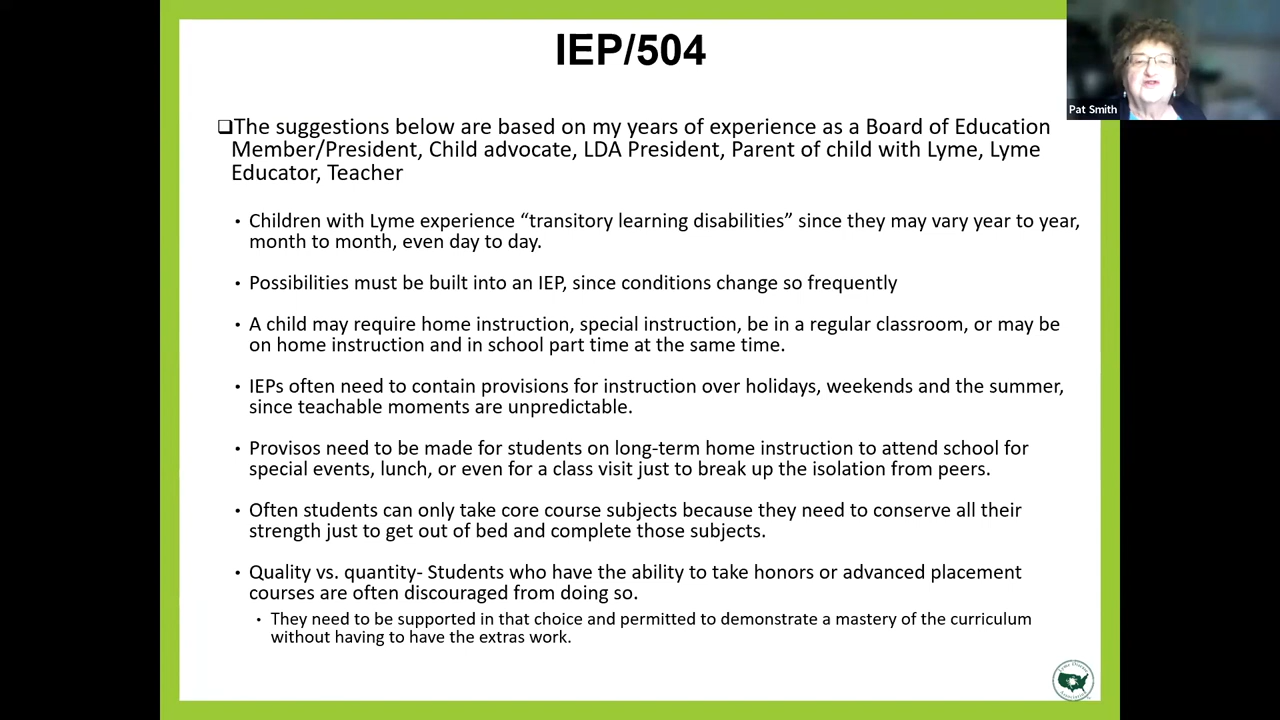 IEP/504
Pat Smith
❑The suggestions below are based on my years of experience as a Board of Education
Member/President, Child advocate, LDA President, Parent of child with Lyme, Lyme
Educator, Teacher
• Children with Lyme experience “transitory learning disabilities” since they may vary year to year,
month to month, even day to day.
• Possibilities must be built into an IEP, since conditions change so frequently
• A child may require home instruction, special instruction, be in a regular classroom, or may be
on home instruction and in school part time at the same time.
• IEPs often need to contain provisions for instruction over holidays, weekends and the summer,
since teachable moments are unpredictable.
• Provisos need to be made for students on long-term home instruction to attend school for
special events, lunch, or even for a class visit just to break up the isolation from peers.
• Often students can only take core course subjects because they need to conserve all their
strength just to get out of bed and complete those subjects.
• Quality vs. quantity- Students who have the ability to take honors or advanced placement
courses are often discouraged from doing so.
• They need to be supported in that choice and permitted to demonstrate a mastery of the curriculum
without having to have the extras work.